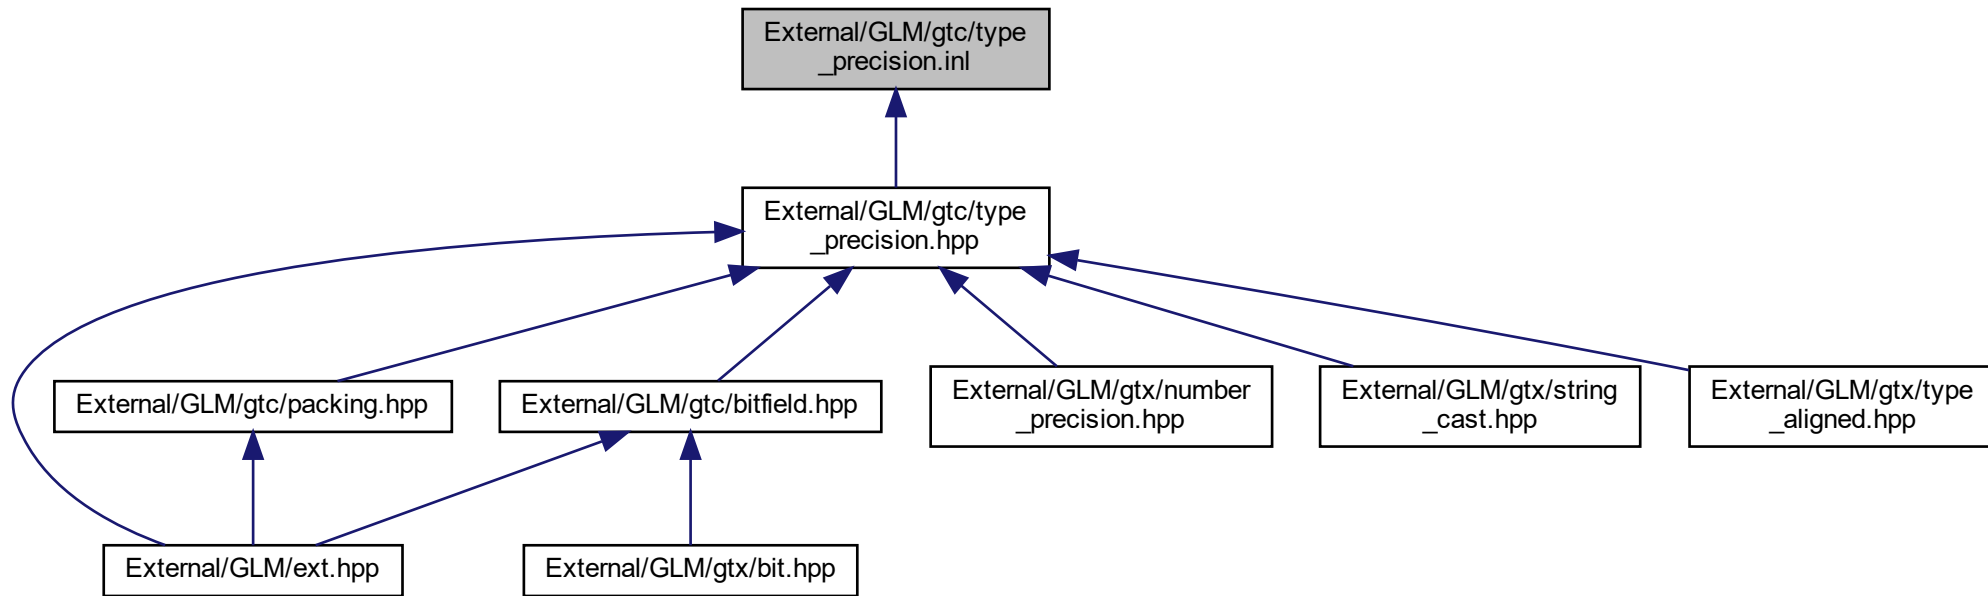 External/GLM/gtc/type
_precision.inl
External/GLM/gtc/type
_precision.hpp
External/GLM/gtc/packing.hpp
External/GLM/gtc/bitfield.hpp
External/GLM/gtx/number
_precision.hpp
External/GLM/gtx/string
_cast.hpp
External/GLM/gtx/type
_aligned.hpp
External/GLM/ext.hpp
External/GLM/gtx/bit.hpp